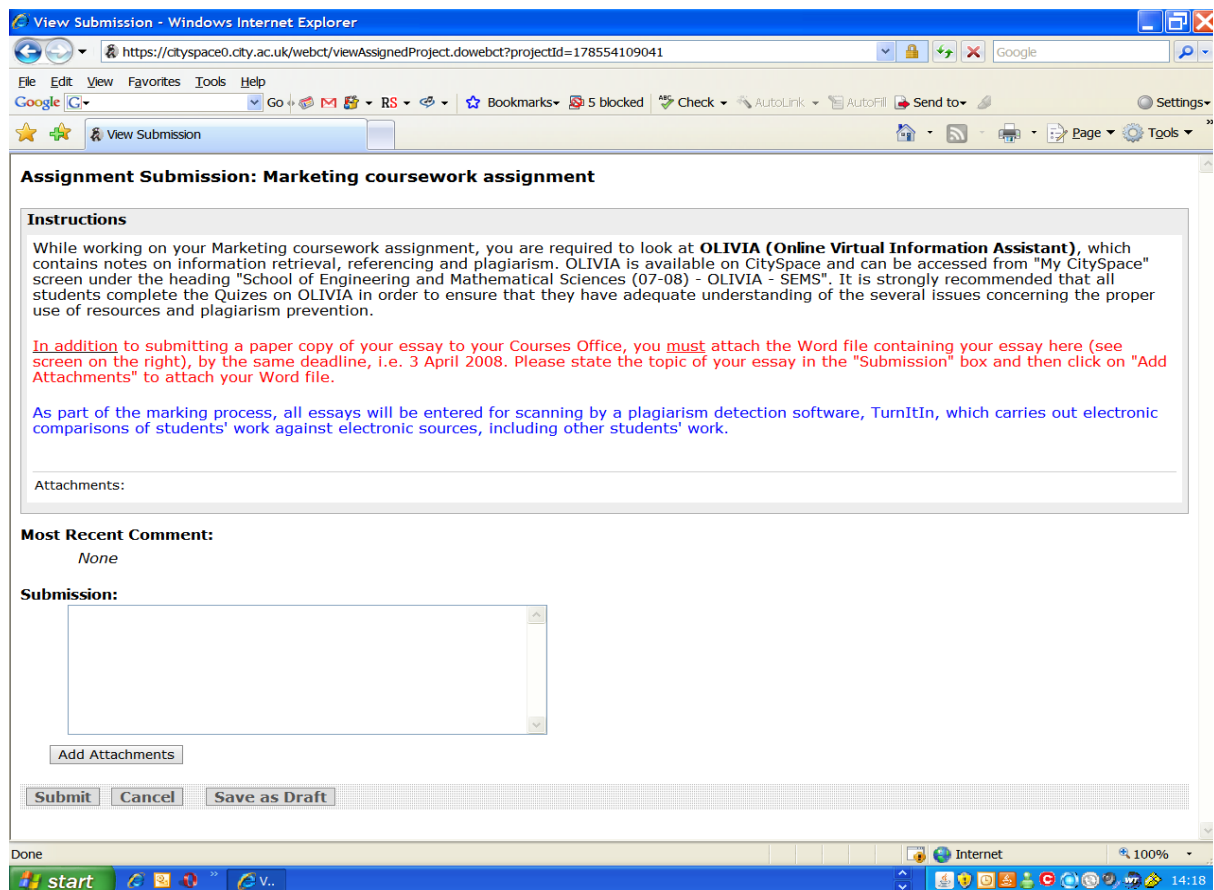 View Submission - Windows Internet Explorer
https://cityspace0.city.ac.uk/webct/viewAssignedProject.dowebct?projectId=178554109041
Google
File Edit View Favorites Tools Help
Google G Go RS Bookmarks 5 blocked ABC Check AutoLink AutoFill Send to Settings
View Submission Page Tools
Assignment Submission: Marketing coursework assignment
Instructions
While working on your Marketing coursework assignment, you are required to look at OLIVIA (Online Virtual Information Assistant), which
contains notes on information retrieval, referencing and plagiarism. OLIVIA is available on CitySpace and can be accessed from "My CitySpace"
screen under the heading "School of Engineering and Mathematical Sciences (07-08) - OLIVIA - SEMS". It is strongly recommended that all
students complete the Quizes on OLIVIA in order to ensure that they have adequate understanding of the several issues concerning the proper
use of resources and plagiarism prevention.
In addition to submitting a paper copy of your essay to your Courses Office, you must attach the Word file containing your essay here (see
screen on the right), by the same deadline, i.e. 3 April 2008. Please state the topic of your essay in the "Submission" box and then click on "Add
Attachments" to attach your Word file.
As part of the marking process, all essays will be entered for scanning by a plagiarism detection software, TurnItIn, which carries out electronic
comparisons of students' work against electronic sources, including other students' work.
Attachments:
Most Recent Comment:
None
Submission:
Add Attachments
Submit Cancel Save as Draft
Done Internet 100%
start V.. 14:18